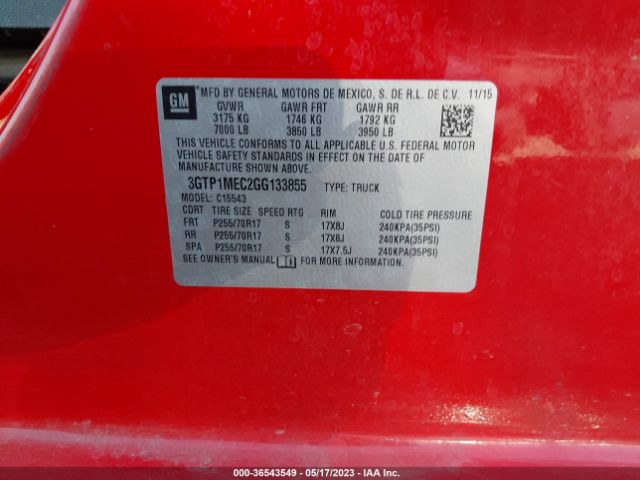 GM
MFD BY GENERAL MOTORS DE MEXICO, S. DE R.L. DE C.V. 11/15
GVWR GAWR FRT GAWR RR
3175 KG 1746 KG 1792 KG
7000 LB 3850 LB 3950 LB
THIS VEHICLE CONFORMS TO ALL APPLICABLE U.S. FEDERAL MOTOR
VEHICLE SAFETY STANDARDS IN EFFECT ON THE DATE OF
MANUFACTURE SHOWN ABOVE.
3GTP1MEC2GG133855 TYPE: TRUCK
MODEL: C15543
CDRT TIRE SIZE SPEED RTG RIM COLD TIRE PRESSURE
FRT P255/70R17 S 17X8J 240KPA(35PSI)
RR P255/70R17 S 17X8J 240KPA(35PSI)
SPA P255/70R17 S 17X7.5J 240KPA(35PSI)
SEE OWNER'S MANUAL FOR MORE INFORMATION.
000-36543549 - 05/17/2023 - IAA Inc.